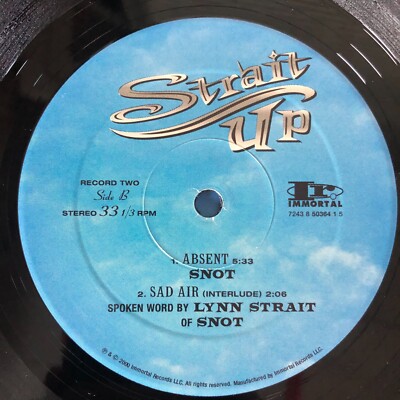 Strait
Up
RECORD TWO
Side B
STEREO 33 1/3 RPM
Ir
IMMORTAL
7243 8 50364 1 5
1. ABSENT 5:33
SNOT
2. SAD AIR (INTERLUDE) 2:06
SPOKEN WORD BY LYNN STRAIT
OF SNOT
℗ & © 2000 Immortal Records LLC. All rights reserved. Manufactured by Immortal Records LLC.